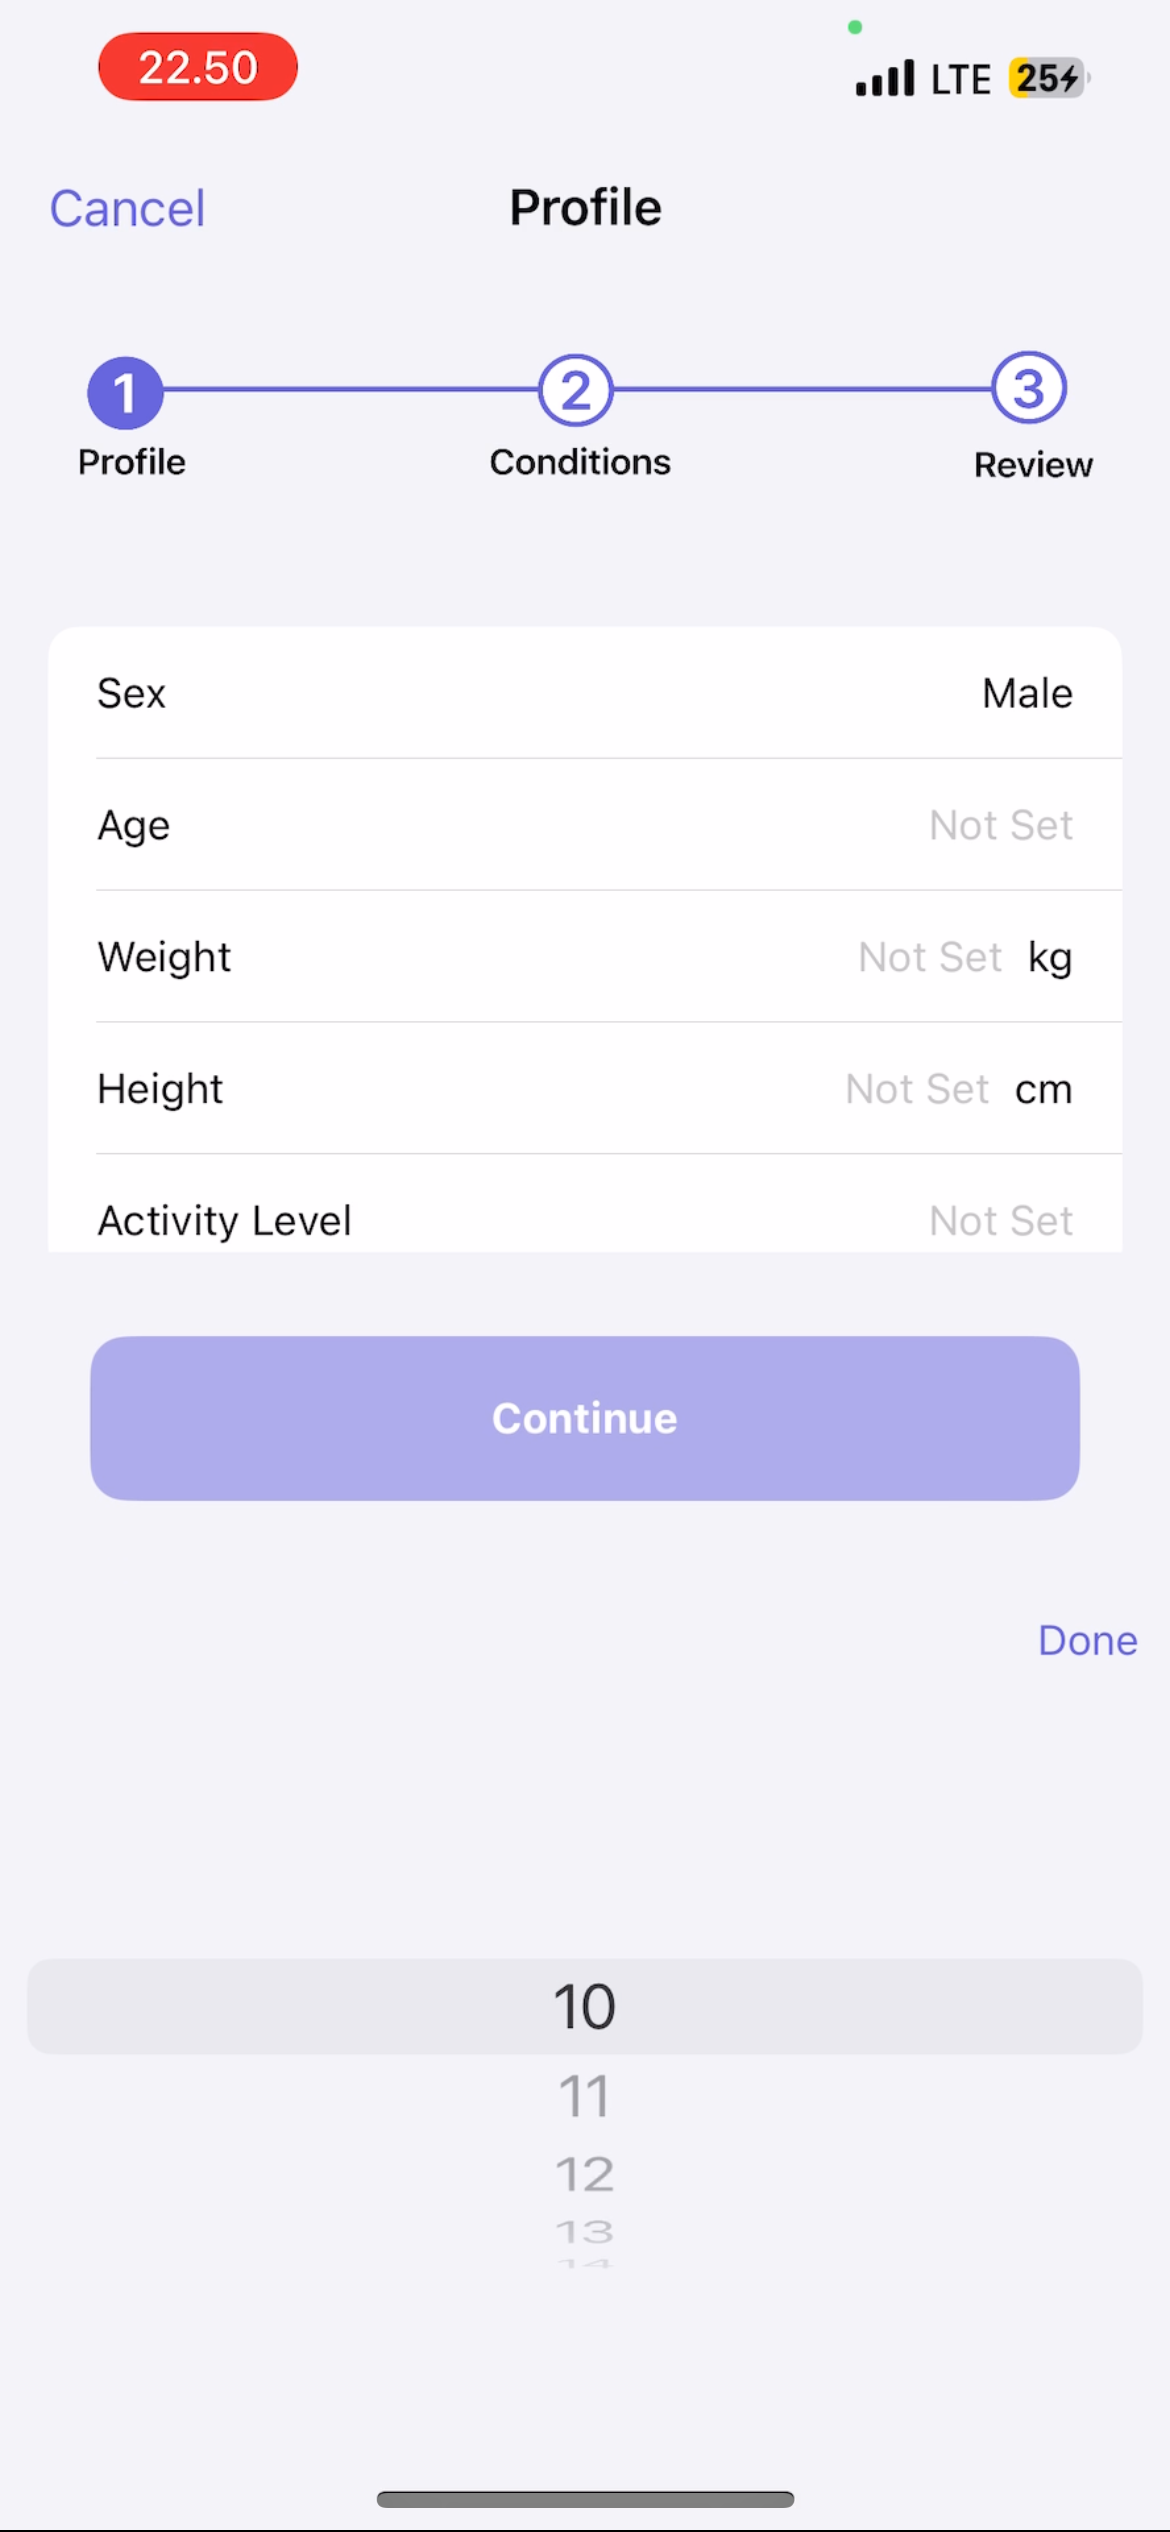 22.50
LTE 25
Cancel Profile
1 2 3
Profile Conditions Review
Sex Male
Age Not Set
Weight Not Set kg
Height Not Set cm
Activity Level Not Set
Continue
Done
10
11
12
13
14